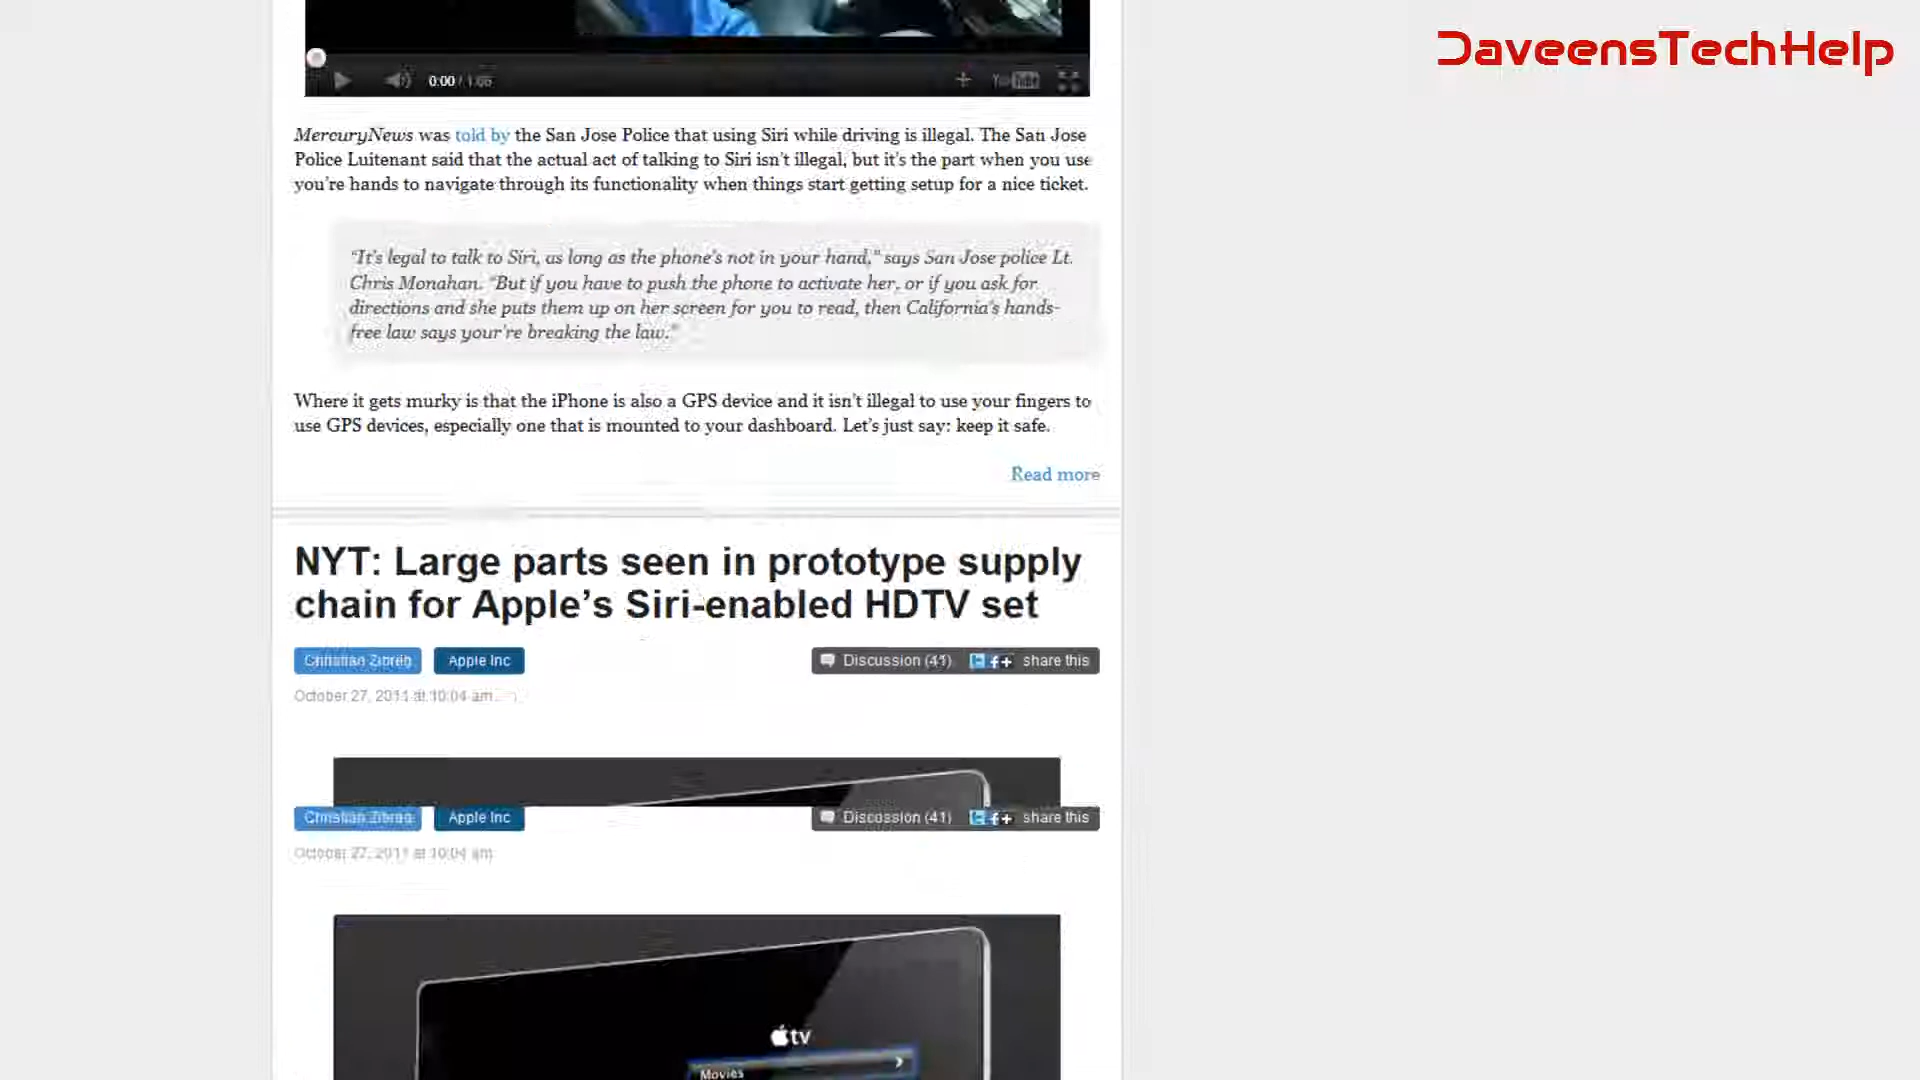 DaveensTechHelp
0:00 / 1:06
YouTube
MercuryNews was told by the San Jose Police that using Siri while driving is illegal. The San Jose
Police Luitenant said that the actual act of talking to Siri isn't illegal, but it's the part when you use
you're hands to navigate through its functionality when things start getting setup for a nice ticket.
"It's legal to talk to Siri, as long as the phone's not in your hand," says San Jose police Lt.
Chris Monahan. "But if you have to push the phone to activate her, or if you ask for
directions and she puts them up on her screen for you to read, then California's hands-
free law says your're breaking the law."
Where it gets murky is that the iPhone is also a GPS device and it isn't illegal to use your fingers to
use GPS devices, especially one that is mounted to your dashboard. Let's just say: keep it safe.
Read more
NYT: Large parts seen in prototype supply
chain for Apple's Siri-enabled HDTV set
Christian Zibreg Apple Inc Discussion (41) share this
October 27, 2011 at 10:04 am
Christian Zibreg Apple Inc Discussion (41) share this
October 27, 2011 at 10:04 am
tv
Movies